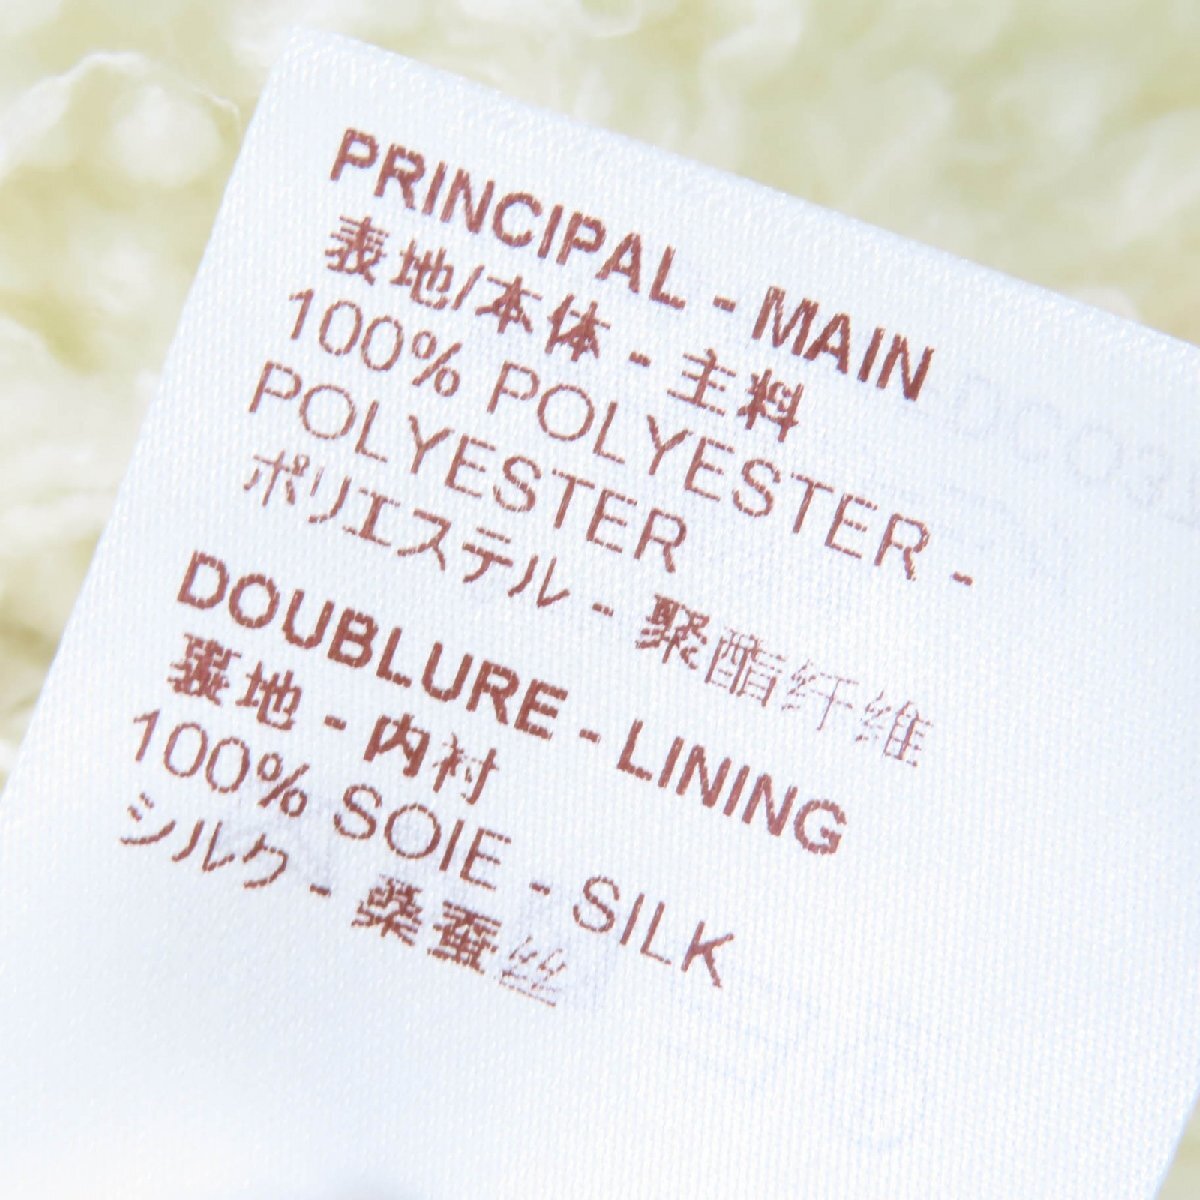 PRINCIPAL - MAIN
表地/本体 - 主料
100% POLYESTER -
POLYESTER
ポリエステル - 聚酯纤维
DOUBLURE - LINING
裏地 - 内衬
100% SOIE - SILK
シルク - 桑蚕丝